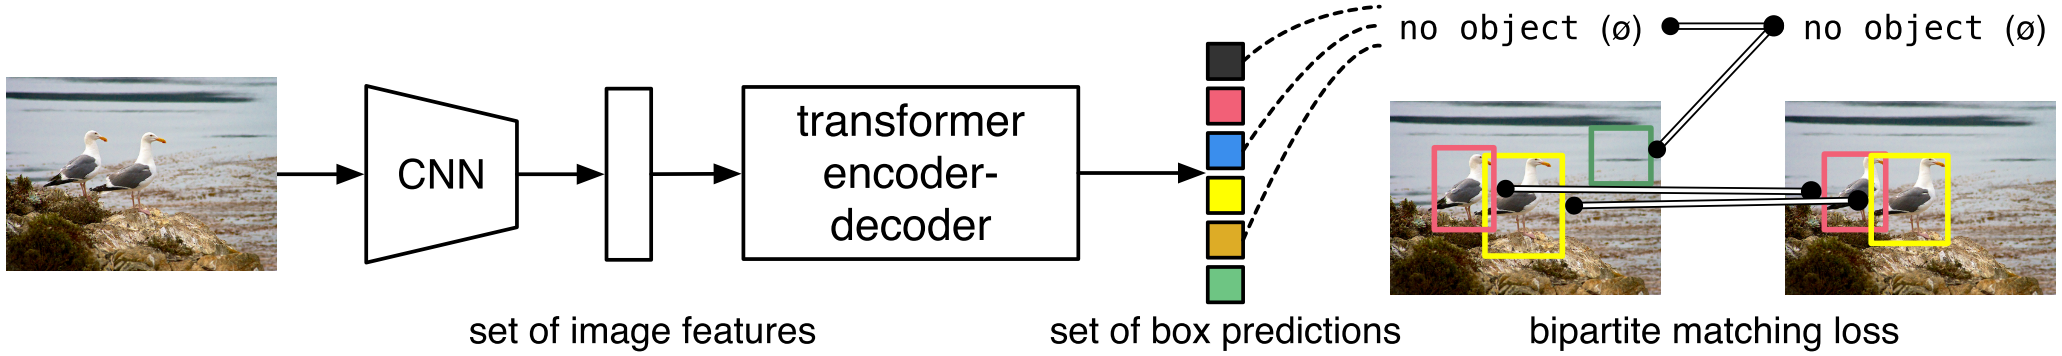 no object (ø)
no object (ø)
CNN
transformer
encoder-
decoder
set of image features
set of box predictions
bipartite matching loss